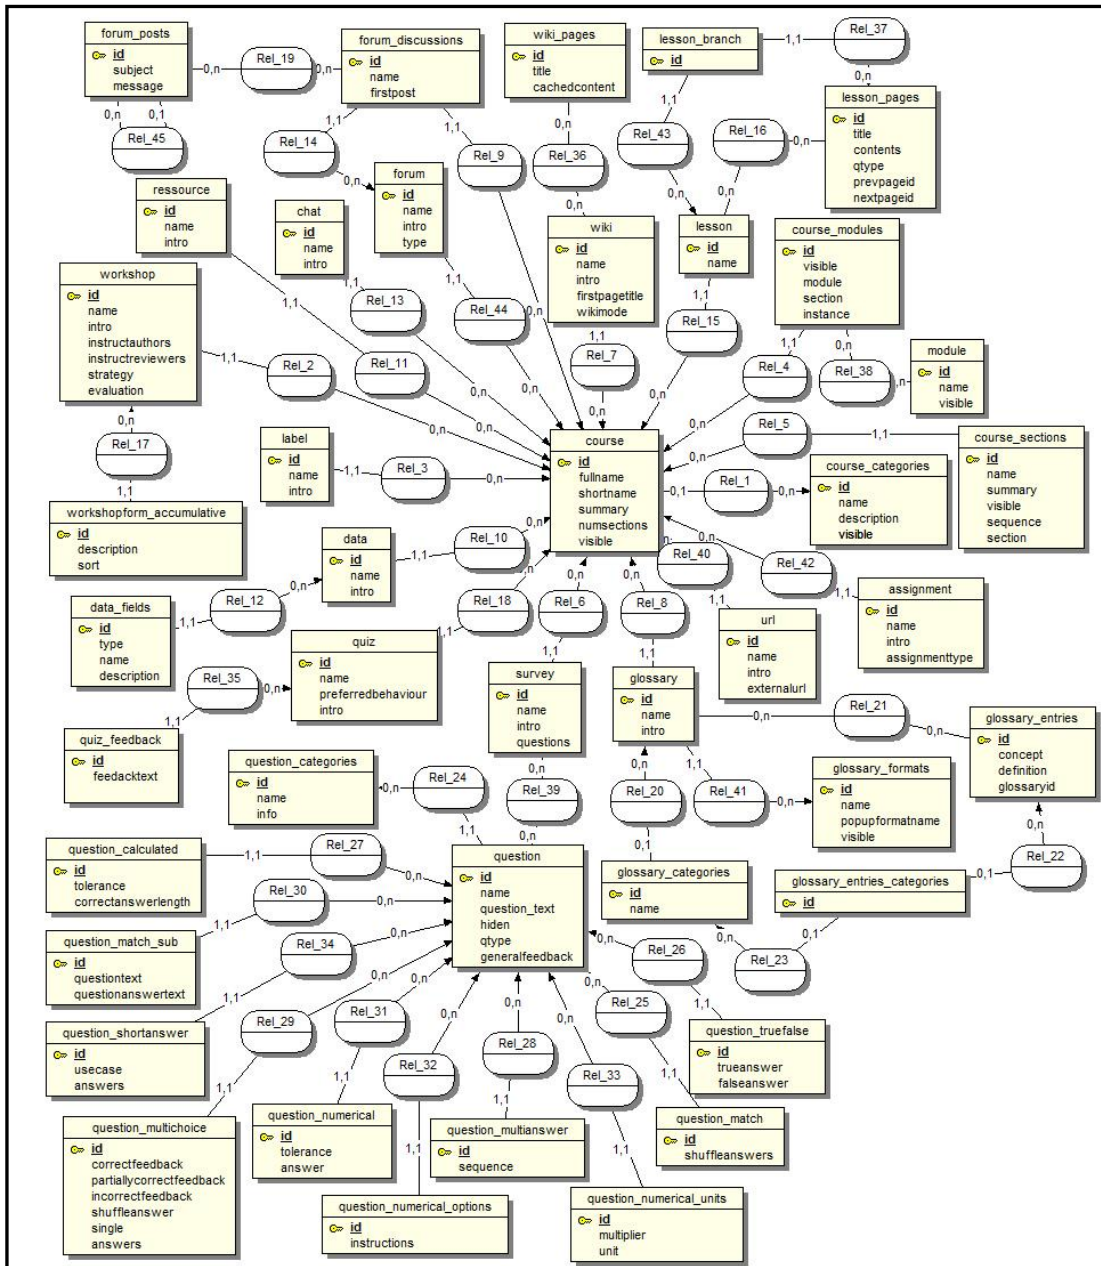 forum_posts
id
subject
message
0,n
Rel_19
0,n
forum_discussions
id
name
firstpost
wiki_pages
id
title
cachedcontent
lesson_branch
id
1,1
Rel_37
0,n
lesson_pages
id
title
contents
qtype
prevpageid
nextpageid
0,n
0,1
Rel_45
1,1
Rel_14
0,n
1,1
Rel_9
0,n
0,n
Rel_36
0,n
1,1
Rel_43
0,n
0,n
Rel_16
0,n
ressource
id
name
intro
chat
id
name
intro
forum
id
name
intro
type
wiki
id
name
intro
firstpagetitle
wikimode
lesson
id
name
course_modules
id
visible
module
section
instance
workshop
id
name
intro
instructauthors
instructreviewers
strategy
evaluation
1,1
Rel_11
0,n
1,1
Rel_13
0,n
1,1
Rel_44
0,n
1,1
Rel_7
0,n
1,1
Rel_15
0,n
1,1
Rel_4
0,n
0,n
Rel_38
0,n
module
id
name
visible
1,1
Rel_2
0,n
0,n
Rel_17
1,1
label
id
name
intro
1,1
Rel_3
0,n
course
id
fullname
shortname
summary
numsections
visible
0,n
Rel_5
1,1
course_sections
id
name
summary
visible
sequence
section
0,1
Rel_1
0,n
course_categories
id
name
description
visible
workshopform_accumulative
id
description
sort
data
id
name
intro
1,1
Rel_10
0,n
0,n
Rel_40
1,1
0,n
Rel_42
1,1
assignment
id
name
intro
assignmenttype
data_fields
id
type
name
description
1,1
Rel_12
0,n
1,1
Rel_18
0,n
0,n
Rel_6
1,1
0,n
Rel_8
1,1
url
id
name
intro
externalurl
quiz
id
name
preferredbehaviour
intro
1,1
Rel_35
0,n
quiz_feedback
id
feedacktext
survey
id
name
intro
questions
glossary
id
name
intro
0,n
Rel_21
0,n
glossary_entries
id
concept
definition
glossaryid
question_categories
id
name
info
0,n
Rel_24
1,1
0,n
Rel_39
0,n
0,n
Rel_20
0,1
1,1
Rel_41
0,n
glossary_formats
id
name
popupformatname
visible
0,n
Rel_22
0,1
question_calculated
id
tolerance
correctanswerlength
1,1
Rel_27
0,n
question
id
name
question_text
hiden
qtype
generalfeedback
glossary_categories
id
name
glossary_entries_categories
id
0,n
Rel_23
0,1
question_match_sub
id
questiontext
questionanswertext
1,1
Rel_30
0,n
1,1
Rel_34
0,n
0,n
Rel_26
1,1
question_shortanswer
id
usecase
answers
1,1
Rel_29
0,n
1,1
Rel_31
0,n
0,n
Rel_32
1,1
0,n
Rel_28
1,1
0,n
Rel_33
1,1
0,n
Rel_25
1,1
question_truefalse
id
trueanswer
falseanswer
question_multichoice
id
correctfeedback
partiallycorrectfeedback
incorrectfeedback
shuffleanswer
single
answers
question_numerical
id
tolerance
answer
question_multianswer
id
sequence
question_match
id
shuffleanswers
question_numerical_options
id
instructions
question_numerical_units
id
multiplier
unit